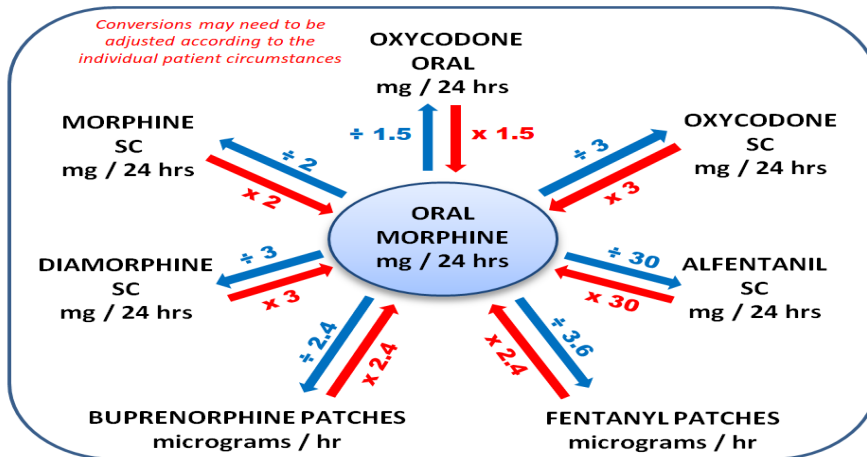 Conversions may need to be
adjusted according to the
individual patient circumstances
OXYCODONE
ORAL
mg / 24 hrs
÷ 1.5
x 1.5
MORPHINE
SC
mg / 24 hrs
÷ 2
x 2
OXYCODONE
SC
mg / 24 hrs
÷ 3
x 3
ORAL
MORPHINE
mg / 24 hrs
DIAMORPHINE
SC
mg / 24 hrs
÷ 3
x 3
ALFENTANIL
SC
mg / 24 hrs
÷ 30
x 30
÷ 2.4
x 2.4
x 2.4
÷ 3.6
BUPRENORPHINE PATCHES
micrograms / hr
FENTANYL PATCHES
micrograms / hr